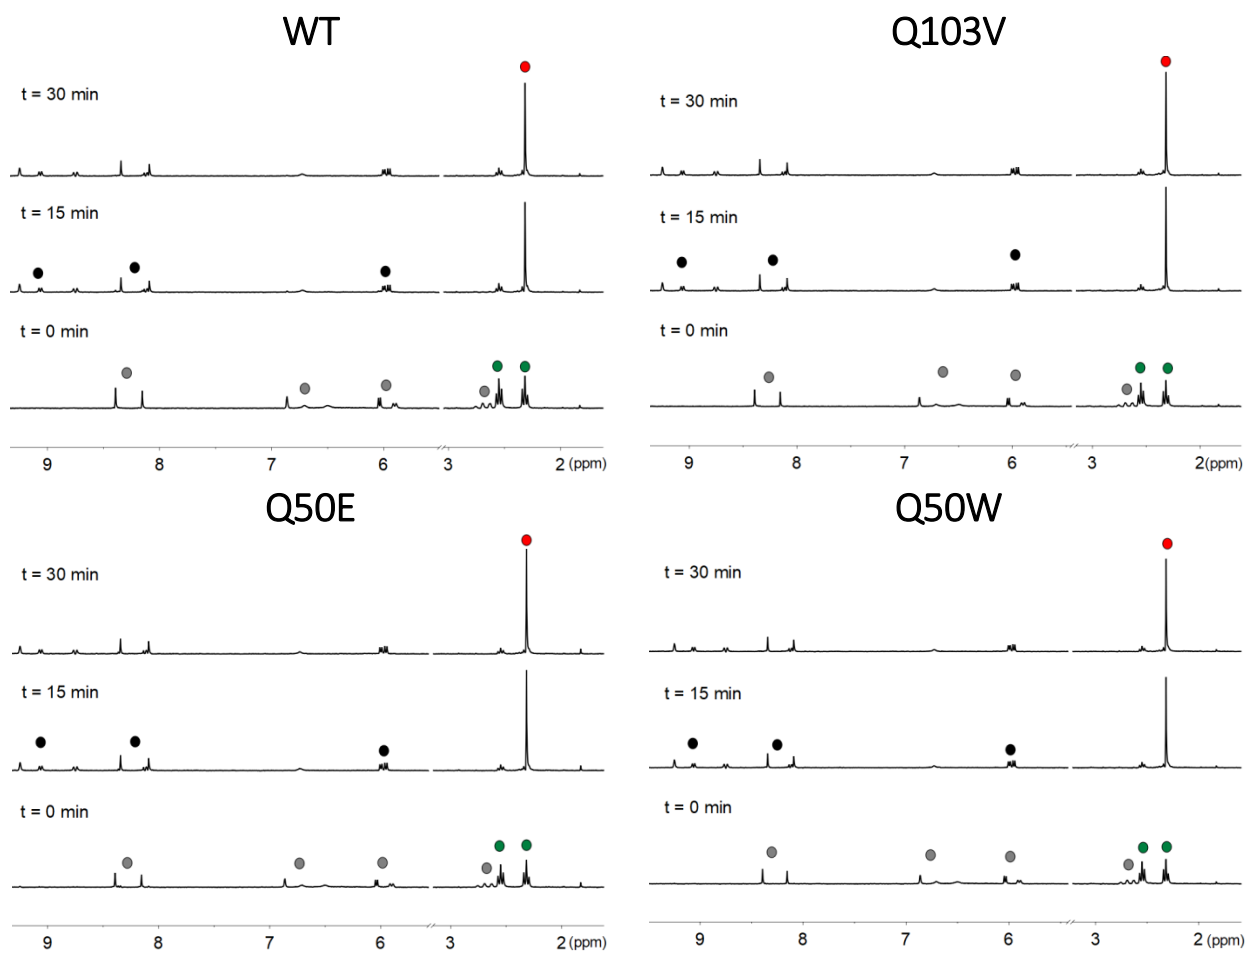 WT
t = 30 min
t = 15 min
t = 0 min
9 8 7 6 3 2 (ppm)
Q103V
t = 30 min
t = 15 min
t = 0 min
9 8 7 6 3 2 (ppm)
Q50E
t = 30 min
t = 15 min
t = 0 min
9 8 7 6 3 2 (ppm)
Q50W
t = 30 min
t = 15 min
t = 0 min
9 8 7 6 3 2 (ppm)